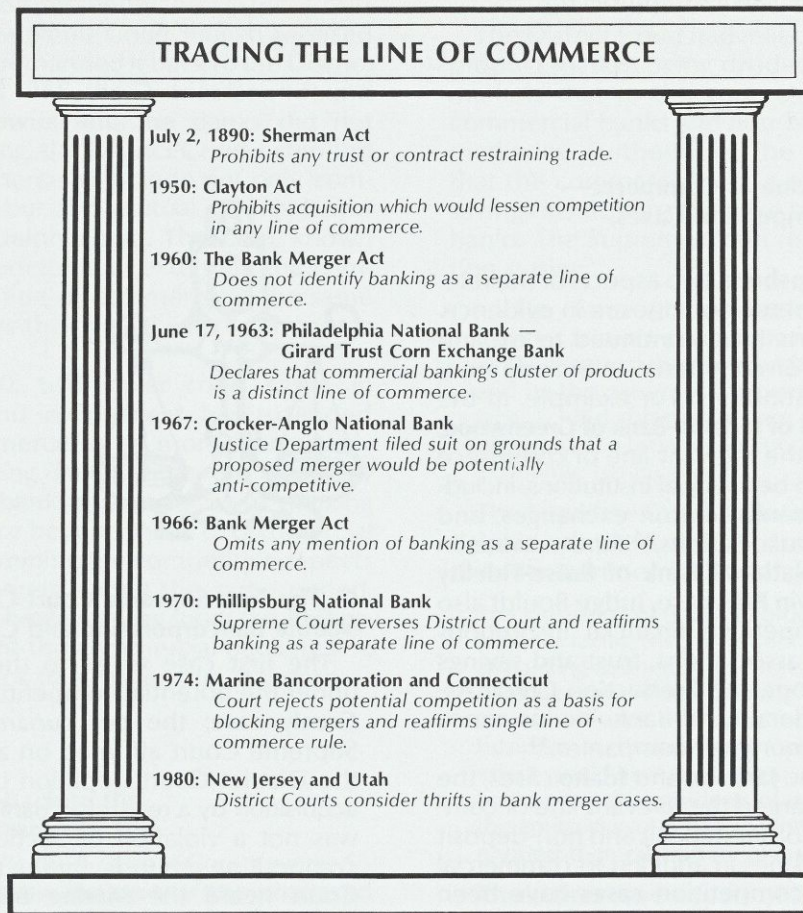 TRACING THE LINE OF COMMERCE
July 2, 1890: Sherman Act
Prohibits any trust or contract restraining trade.
1950: Clayton Act
Prohibits acquisition which would lessen competition
in any line of commerce.
1960: The Bank Merger Act
Does not identify banking as a separate line of
commerce.
June 17, 1963: Philadelphia National Bank —
Girard Trust Corn Exchange Bank
Declares that commercial banking's cluster of products
is a distinct line of commerce.
1967: Crocker-Anglo National Bank
Justice Department filed suit on grounds that a
proposed merger would be potentially
anti-competitive.
1966: Bank Merger Act
Omits any mention of banking as a separate line of
commerce.
1970: Phillipsburg National Bank
Supreme Court reverses District Court and reaffirms
banking as a separate line of commerce.
1974: Marine Bancorporation and Connecticut
Court rejects potential competition as a basis for
blocking mergers and reaffirms single line of
commerce rule.
1980: New Jersey and Utah
District Courts consider thrifts in bank merger cases.